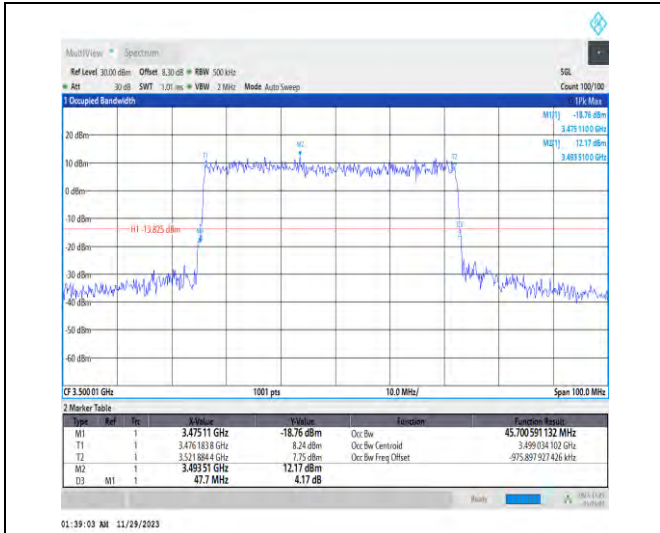 MultiView Spectrum
Ref Level 30.00 dBm Offset 8.30 dB RBW 500 kHz SGL
Att 30 dB SWT 1.01 ms VBW 2 MHz Mode Auto Sweep Count 100/100
1 Occupied Bandwidth 1Pk Max
M1[1] -18.76 dBm
3.475 1100 GHz
M2[1] 12.17 dBm
3.493 5100 GHz
20 dBm
M2
T1 T2
10 dBm
0 dBm
-10 dBm
H1 -13.825 dBm
-20 dBm
-30 dBm
-40 dBm
-50 dBm
-60 dBm
CF 3.500 01 GHz 1001 pts 10.0 MHz/ Span 100.0 MHz
2 Marker Table
Type Ref Trc X-Value Y-Value Function Function Result
M1 1 3.475 11 GHz -18.76 dBm Occ Bw 45.700 591 132 MHz
T1 1 3.476 183 8 GHz 8.24 dBm Occ Bw Centroid 3.499 034 102 GHz
T2 1 3.521 884 4 GHz 7.75 dBm Occ Bw Freq Offset -975.897 927 426 kHz
M2 1 3.493 51 GHz 12.17 dBm
D3 M1 1 47.7 MHz 4.17 dB
Ready
01:39:03 AM 11/29/2023